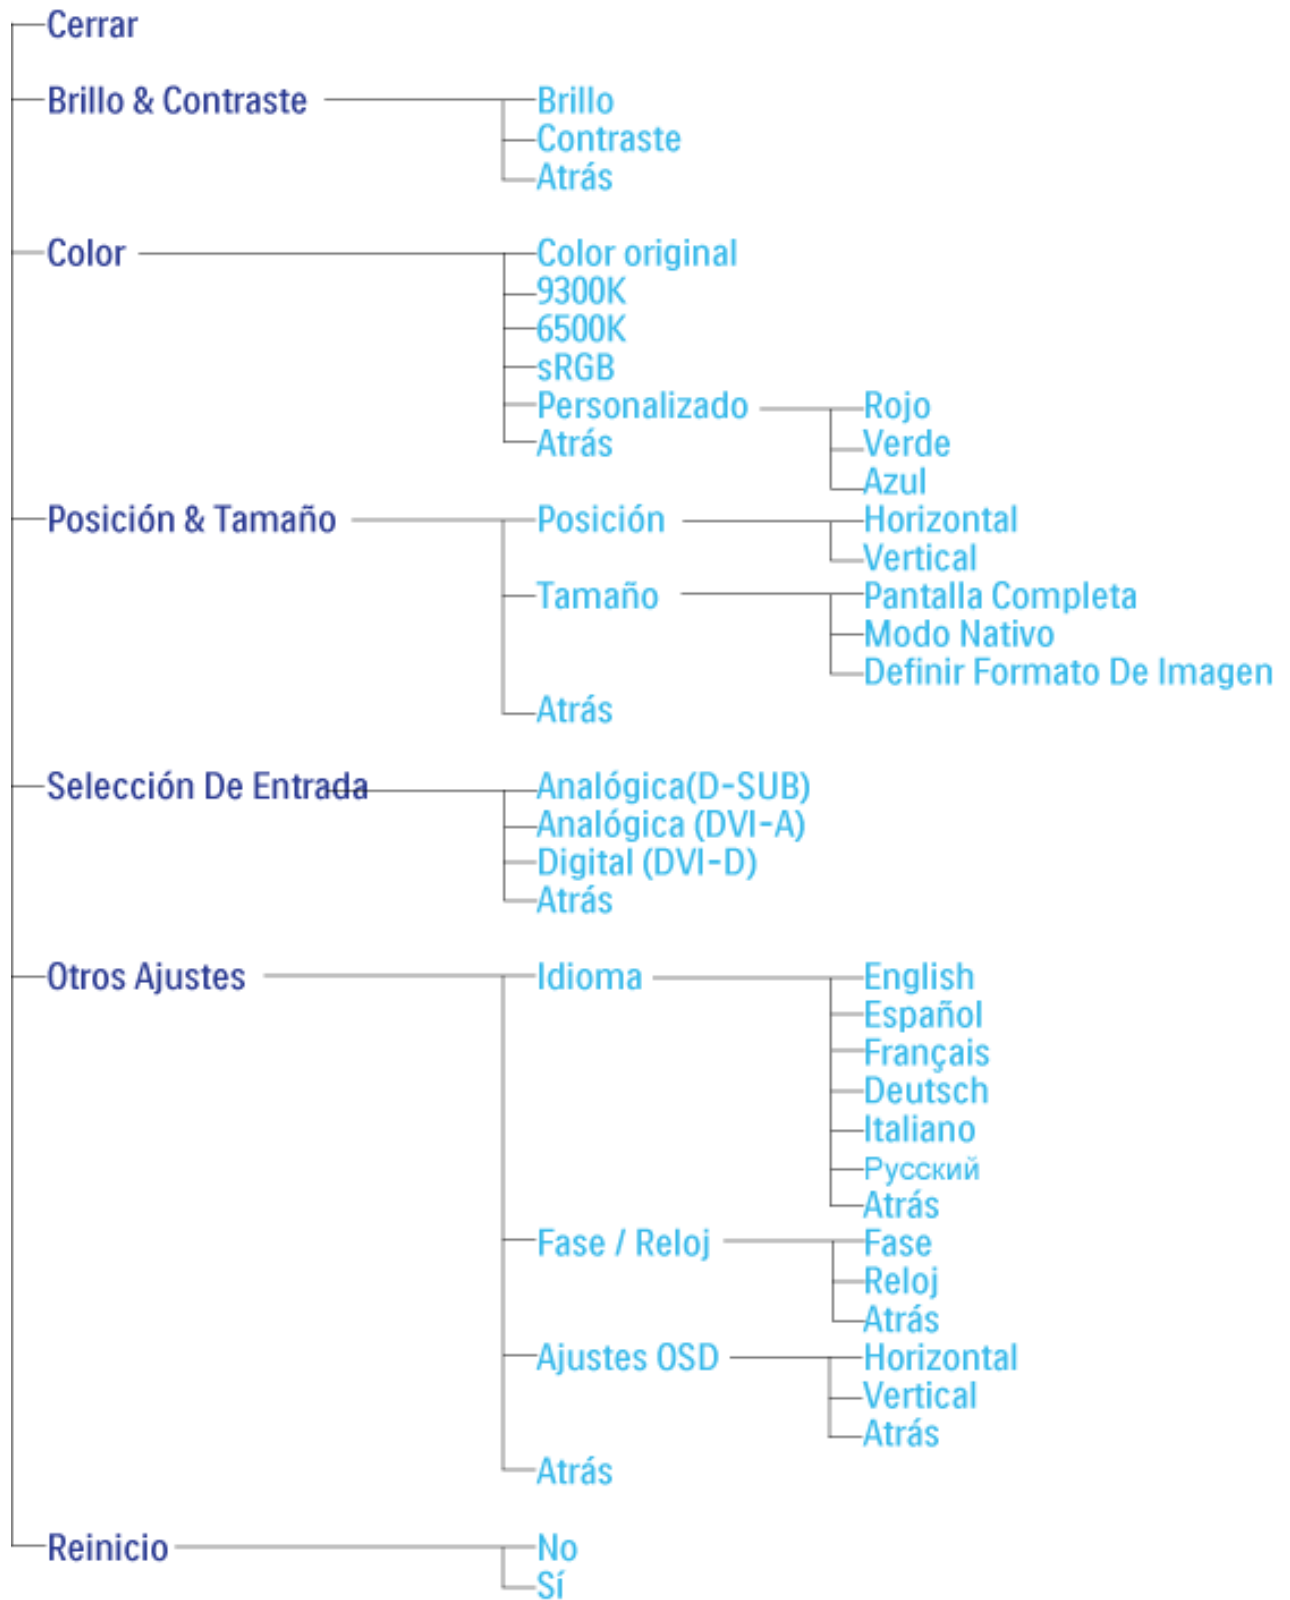 Cerrar
Brillo & Contraste
Brillo
Contraste
Atrás
Color
Color original
9300K
6500K
sRGB
Personalizado
Rojo
Atrás
Verde
Azul
Posición & Tamaño
Posición
Horizontal
Vertical
Tamaño
Pantalla Completa
Modo Nativo
Definir Formato De Imagen
Atrás
Selección De Entrada
Analógica(D-SUB)
Analógica (DVI-A)
Digital (DVI-D)
Atrás
Otros Ajustes
Idioma
English
Español
Français
Deutsch
Italiano
Русский
Atrás
Fase / Reloj
Fase
Reloj
Atrás
Ajustes OSD
Horizontal
Vertical
Atrás
Atrás
Reinicio
No
Sí